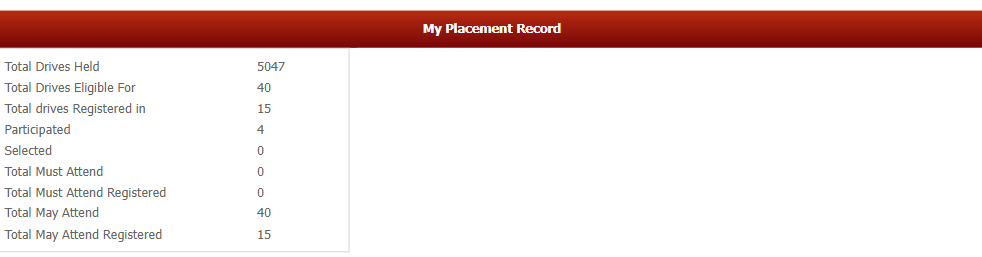 My Placement Record
Total Drives Held 5047
Total Drives Eligible For 40
Total drives Registered in 15
Participated 4
Selected 0
Total Must Attend 0
Total Must Attend Registered 0
Total May Attend 40
Total May Attend Registered 15